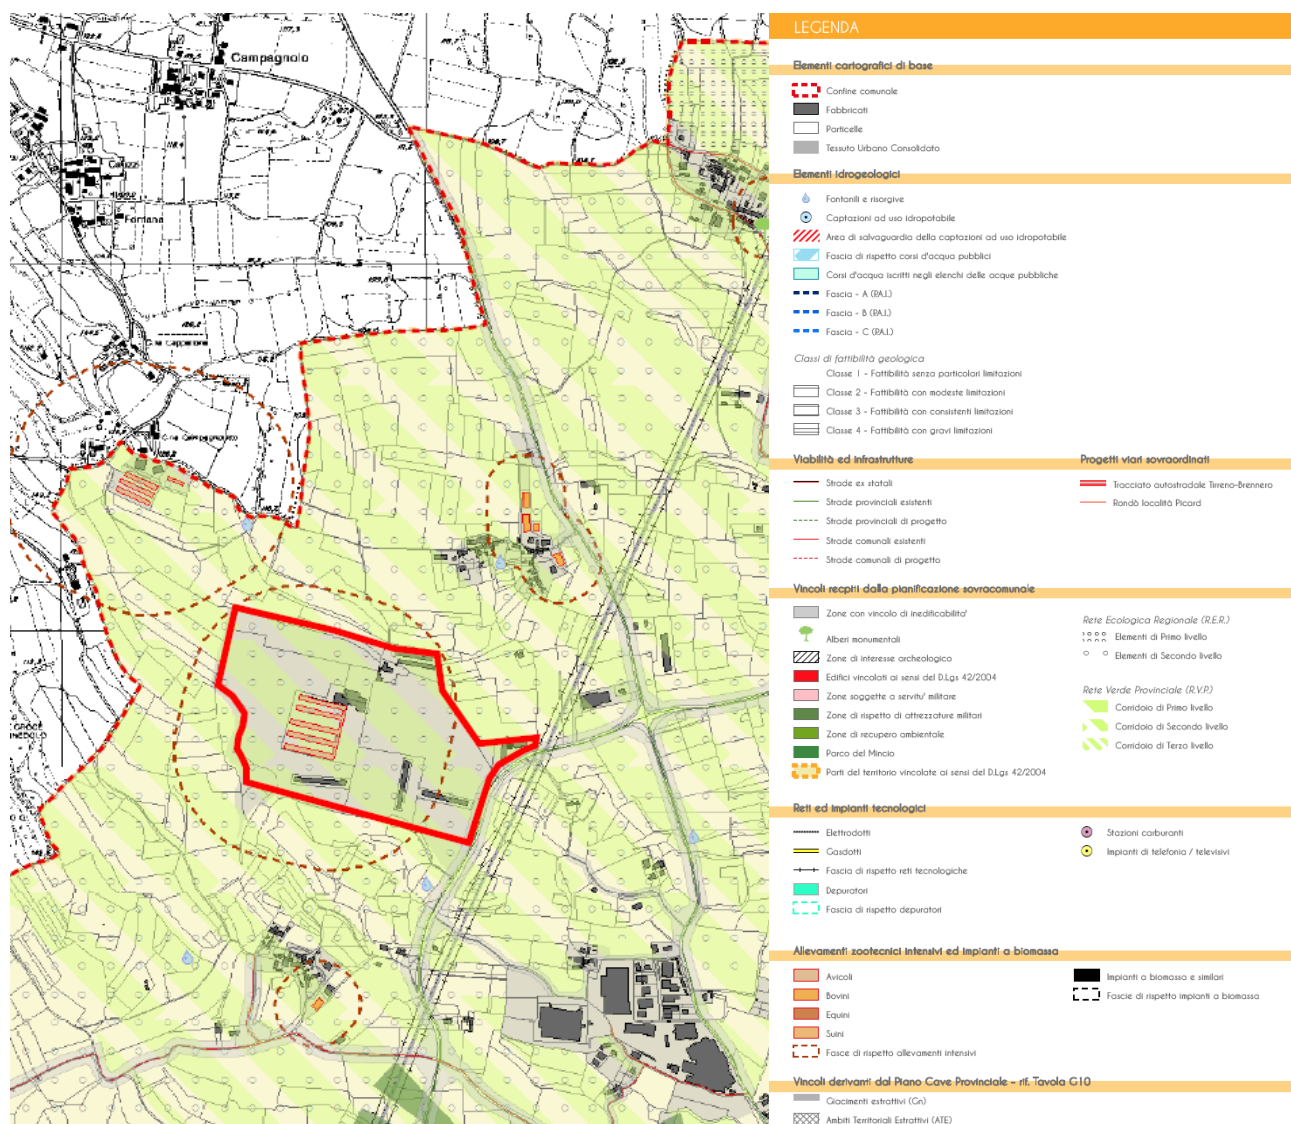 Campagnolo
Fontana
LEGENDA
Elementi cartografici di base
Confine comunale
Fabbricati
Particelle
Tessuto Urbano Consolidato
Elementi idrogeologici
Fontanili e risorgive
Captazioni ad uso idropotabile
Area di salvaguardia della captazioni ad uso idropotabile
Fascia di rispetto corsi d'acqua pubblici
Corsi d'acqua iscritti negli elenchi delle acque pubbliche
Fascia - A (P.A.I.)
Fascia - B (P.A.I.)
Fascia - C (P.A.I.)
Classi di fattibilità geologica
Classe 1 - Fattibilità senza particolari limitazioni
Classe 2 - Fattibilità con modeste limitazioni
Classe 3 - Fattibilità con consistenti limitazioni
Classe 4 - Fattibilità con gravi limitazioni
Viabilità ed infrastrutture
Strade ex statali
Strade provinciali esistenti
Strade provinciali di progetto
Strade comunali esistenti
Strade comunali di progetto
Progetti viari sovraordinati
Tracciato autostradale Tirreno-Brennero
Rondò località Picard
Vincoli recpiti dalla pianificazione sovracomunale
Zone con vincolo di inedificabilita'
Alberi monumentali
Zone di interesse archeologico
Edifici vincolati ai sensi del D.Lgs 42/2004
Zone soggette a servitu' militare
Zone di rispetto di attrezzature militari
Zone di recupero ambientale
Parco del Mincio
Parti del territorio vincolate ai sensi del D.Lgs 42/2004
Rete Ecologica Regionale (R.E.R.)
Elementi di Primo livello
Elementi di Secondo livello
Rete Verde Provinciale (R.V.P.)
Corridoio di Primo livello
Corridoio di Secondo livello
Corridoio di Terzo livello
Reti ed impianti tecnologici
Elettrodotti
Gasdotti
Fascia di rispetto reti tecnologiche
Depuratori
Fascia di rispetto depuratori
Stazioni carburanti
Impianti di telefonia / televisivi
Allevamenti zootecnici intensivi ed impianti a biomassa
Avicoli
Bovini
Equini
Suini
Fasce di rispetto allevamenti intensivi
Impianti a biomassa e similari
Fascie di rispetto impianti a biomassa
Vincoli derivanti dal Piano Cave Provinciale - rif. Tavola G10
Giacimenti estrattivi (Gn)
Ambiti Territoriali Estrattivi (ATE)